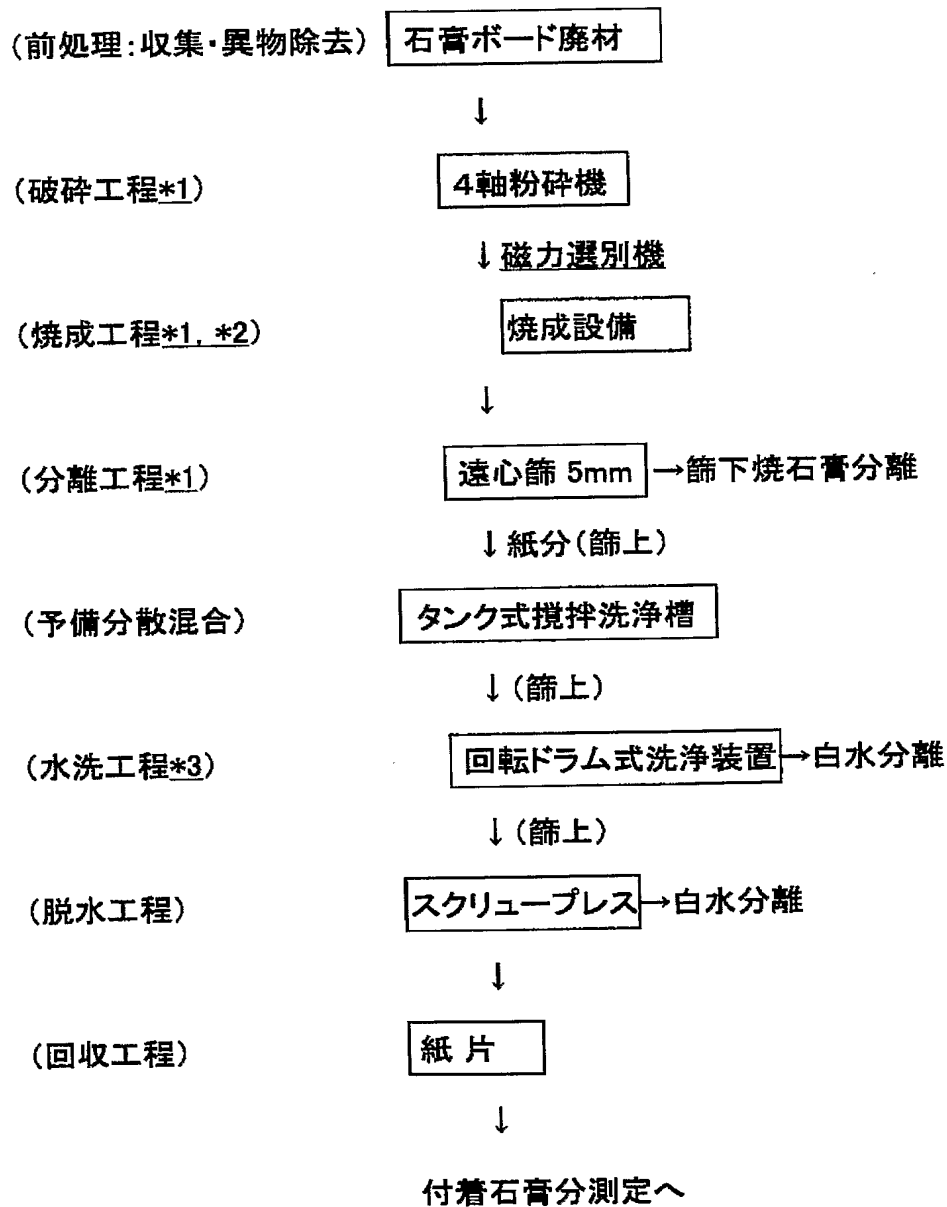 (前処理:収集・異物除去) 石膏ボード廃材
↓
(破砕工程*1) 4軸粉砕機
↓磁力選別機
(焼成工程*1, *2) 焼成設備
↓
(分離工程*1) 遠心篩 5mm→篩下焼石膏分離
↓紙分(篩上)
(予備分散混合) タンク式撹拌洗浄槽
↓(篩上)
(水洗工程*3) 回転ドラム式洗浄装置→白水分離
↓(篩上)
(脱水工程) スクリュープレス→白水分離
↓
(回収工程) 紙片
↓
付着石膏分測定へ